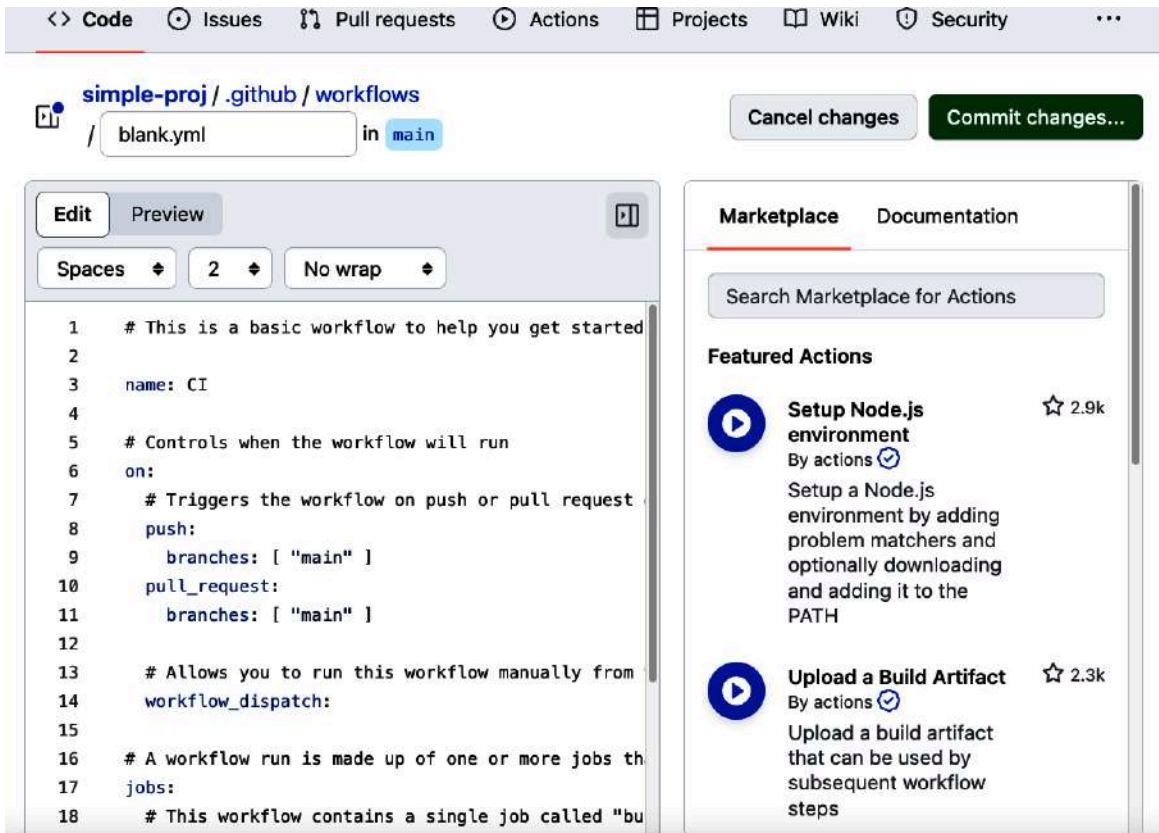 Code Issues Pull requests Actions Projects Wiki Security ...
simple-proj / .github / workflows
/ blank.yml in main
Cancel changes Commit changes...
Edit Preview
Spaces 2 No wrap
1 # This is a basic workflow to help you get started
2
3 name: CI
4
5 # Controls when the workflow will run
6 on:
7 # Triggers the workflow on push or pull request
8 push:
9 branches: [ "main" ]
10 pull_request:
11 branches: [ "main" ]
12
13 # Allows you to run this workflow manually from
14 workflow_dispatch:
15
16 # A workflow run is made up of one or more jobs th
17 jobs:
18 # This workflow contains a single job called "bu
Marketplace Documentation
Search Marketplace for Actions
Featured Actions
Setup Node.js 2.9k
environment
By actions
Setup a Node.js
environment by adding
problem matchers and
optionally downloading
and adding it to the
PATH
Upload a Build Artifact 2.3k
By actions
Upload a build artifact
that can be used by
subsequent workflow
steps